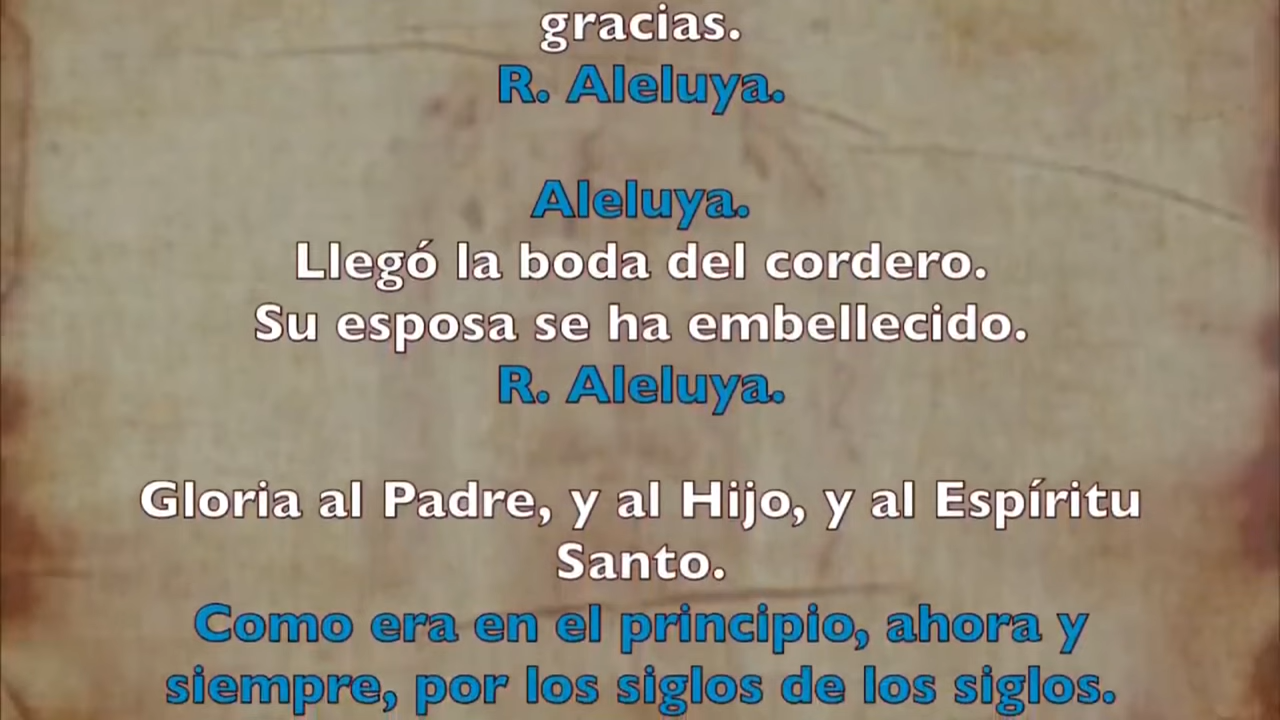 gracias.
R. Aleluya.
Aleluya.
Llegó la boda del cordero.
Su esposa se ha embellecido.
R. Aleluya.
Gloria al Padre, y al Hijo, y al Espíritu
Santo.
Como era en el principio, ahora y
siempre, por los siglos de los siglos.